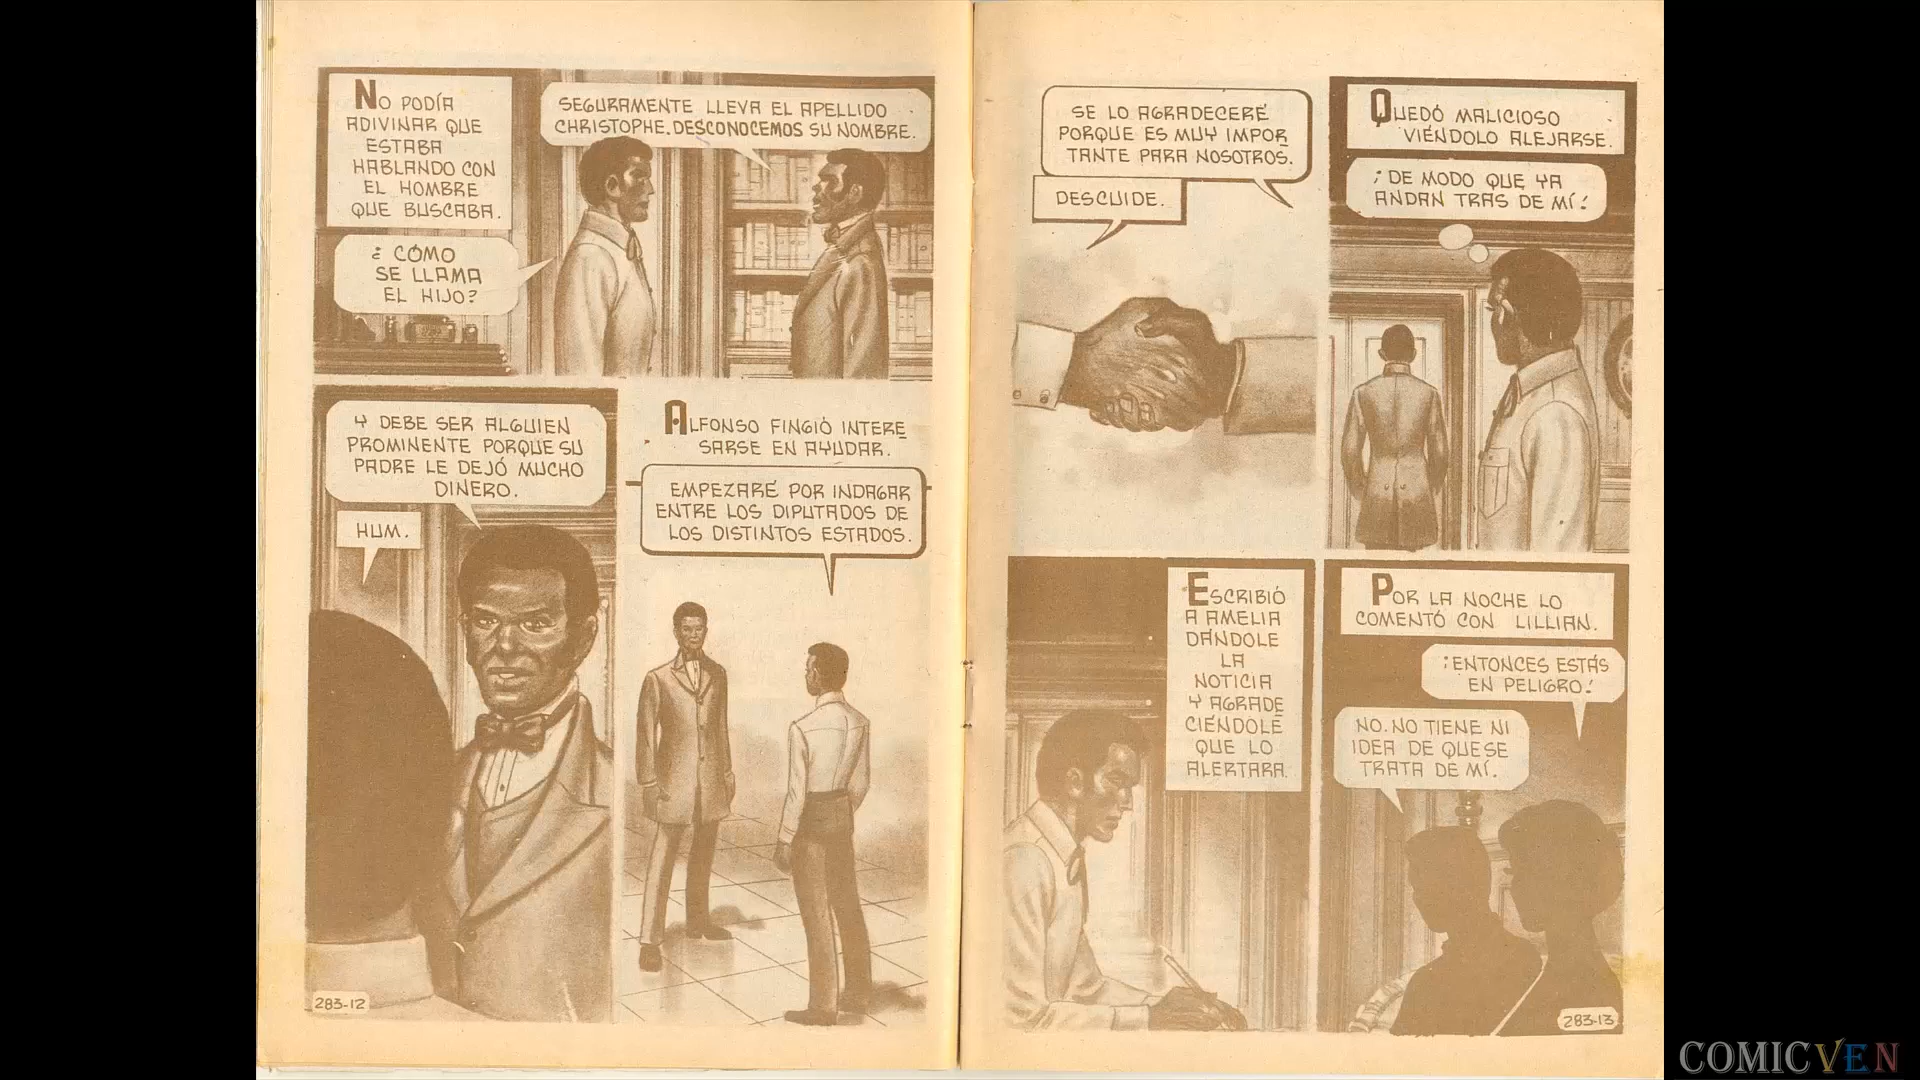 NO PODÍA
ADIVINAR QUE
ESTABA
HABLANDO CON
EL HOMBRE
QUE BUSCABA.
¿CÓMO
SE LLAMA
EL HIJO?
SEGURAMENTE LLEVA EL APELLIDO
CHRISTOPHE. DESCONOCEMOS SU NOMBRE.
Y DEBE SER ALGUIEN
PROMINENTE PORQUE SU
PADRE LE DEJÓ MUCHO
DINERO.
HUM.
ALFONSO FINGIÓ INTERE
SARSE EN AYUDAR.
EMPEZARÉ POR INDAGAR
ENTRE LOS DIPUTADOS DE
LOS DISTINTOS ESTADOS.
283-12
SE LO AGRADECERÉ
PORQUE ES MUY IMPOR
TANTE PARA NOSOTROS.
DESCUIDE.
QUEDÓ MALICIOSO
VIÉNDOLO ALEJARSE.
¡DE MODO QUE YA
ANDAN TRAS DE MÍ!
ESCRIBIÓ
A AMELIA
DÁNDOLE
LA
NOTICIA
Y AGRADE
CIÉNDOLE
QUE LO
ALERTARA.
POR LA NOCHE LO
COMENTÓ CON LILLIAN.
¡ENTONCES ESTÁS
EN PELIGRO!
NO. NO TIENE NI
IDEA DE QUE SE
TRATA DE MÍ.
283-13
COMICVEN